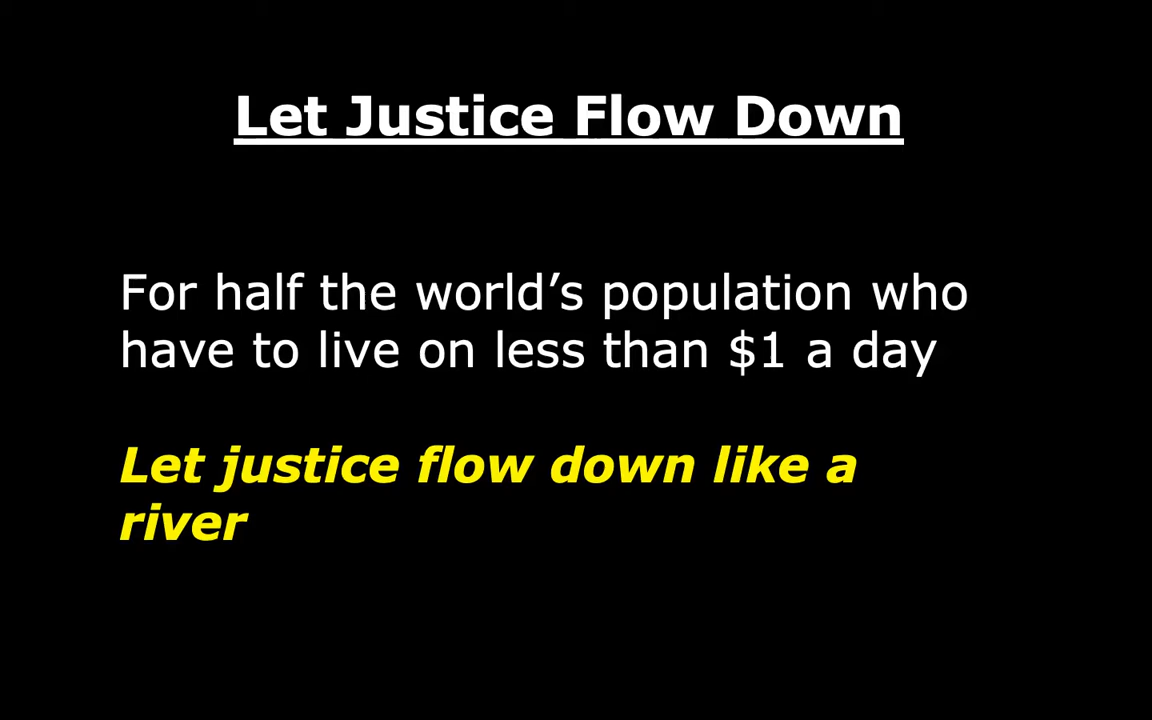 Let Justice Flow Down
For half the world’s population who
have to live on less than $1 a day
Let justice flow down like a
river